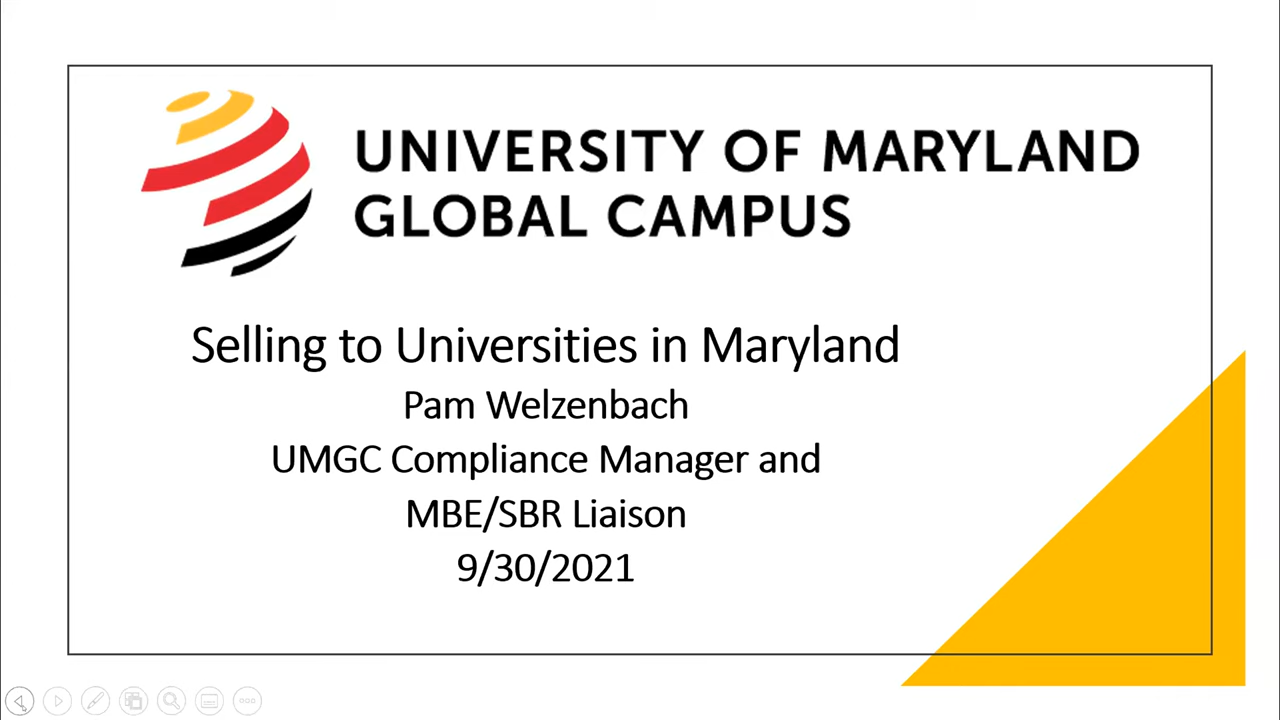 UNIVERSITY OF MARYLAND
GLOBAL CAMPUS
Selling to Universities in Maryland
Pam Welzenbach
UMGC Compliance Manager and
MBE/SBR Liaison
9/30/2021